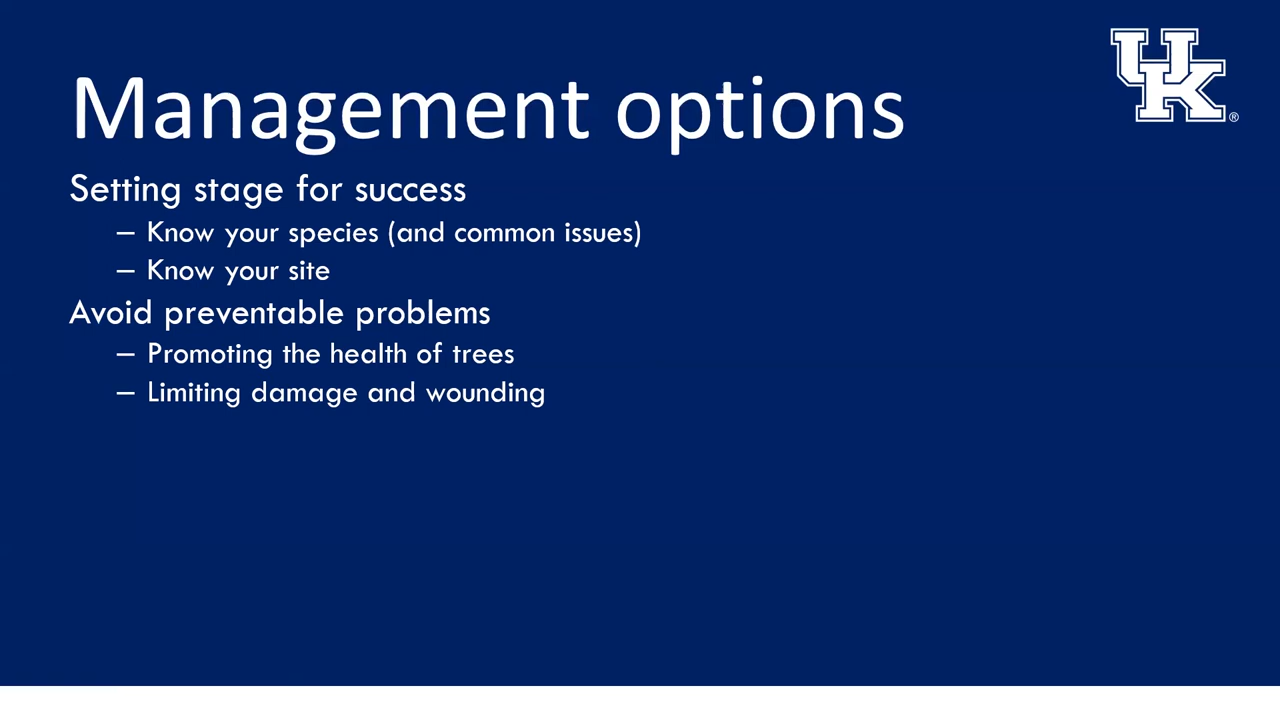 UK®
Management options
Setting stage for success
– Know your species (and common issues)
– Know your site
Avoid preventable problems
– Promoting the health of trees
– Limiting damage and wounding